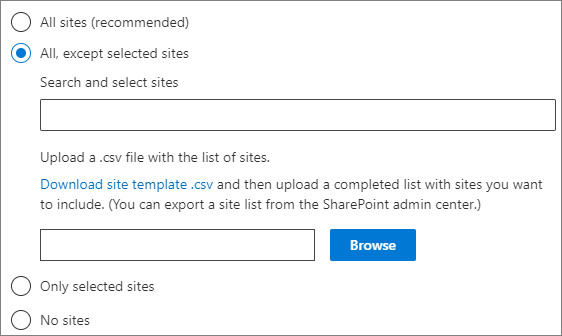 All sites (recommended)
All, except selected sites
Search and select sites
Upload a .csv file with the list of sites.
Download site template .csv and then upload a completed list with sites you want
to include. (You can export a site list from the SharePoint admin center.)
Browse
Only selected sites
No sites